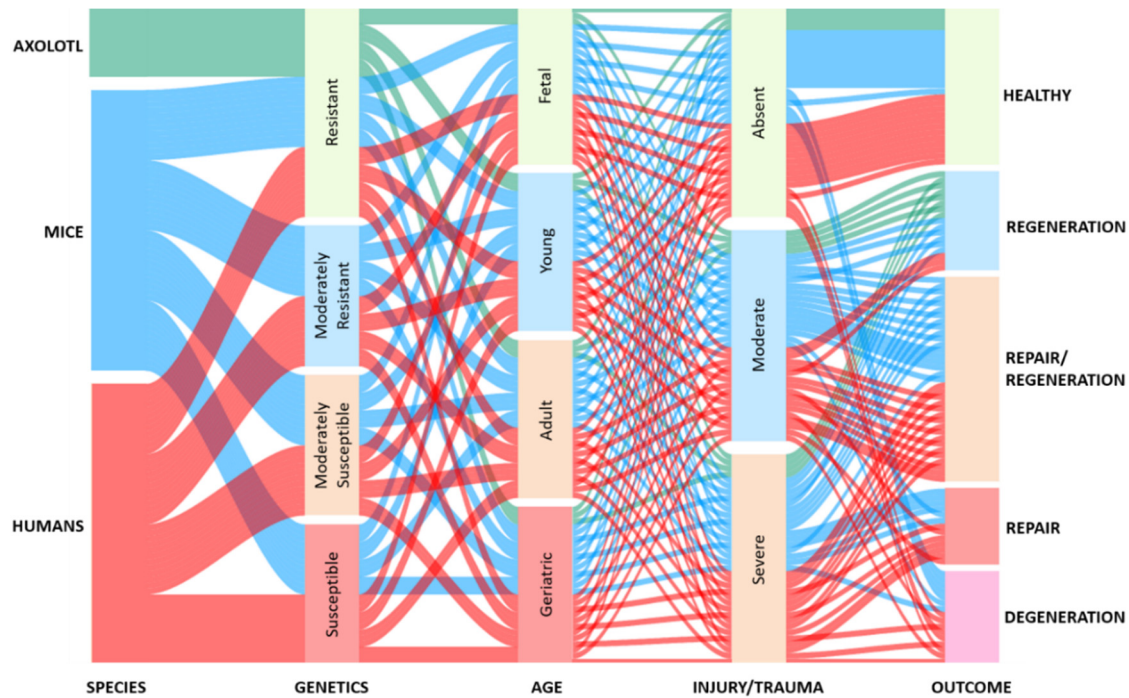 AXOLOTL
MICE
HUMANS
Resistant
Moderately
Resistant
Moderately
Susceptible
Susceptible
Fetal
Young
Adult
Geriatric
Absent
Moderate
Severe
HEALTHY
REGENERATION
REPAIR/
REGENERATION
REPAIR
DEGENERATION
SPECIES
GENETICS
AGE
INJURY/TRAUMA
OUTCOME